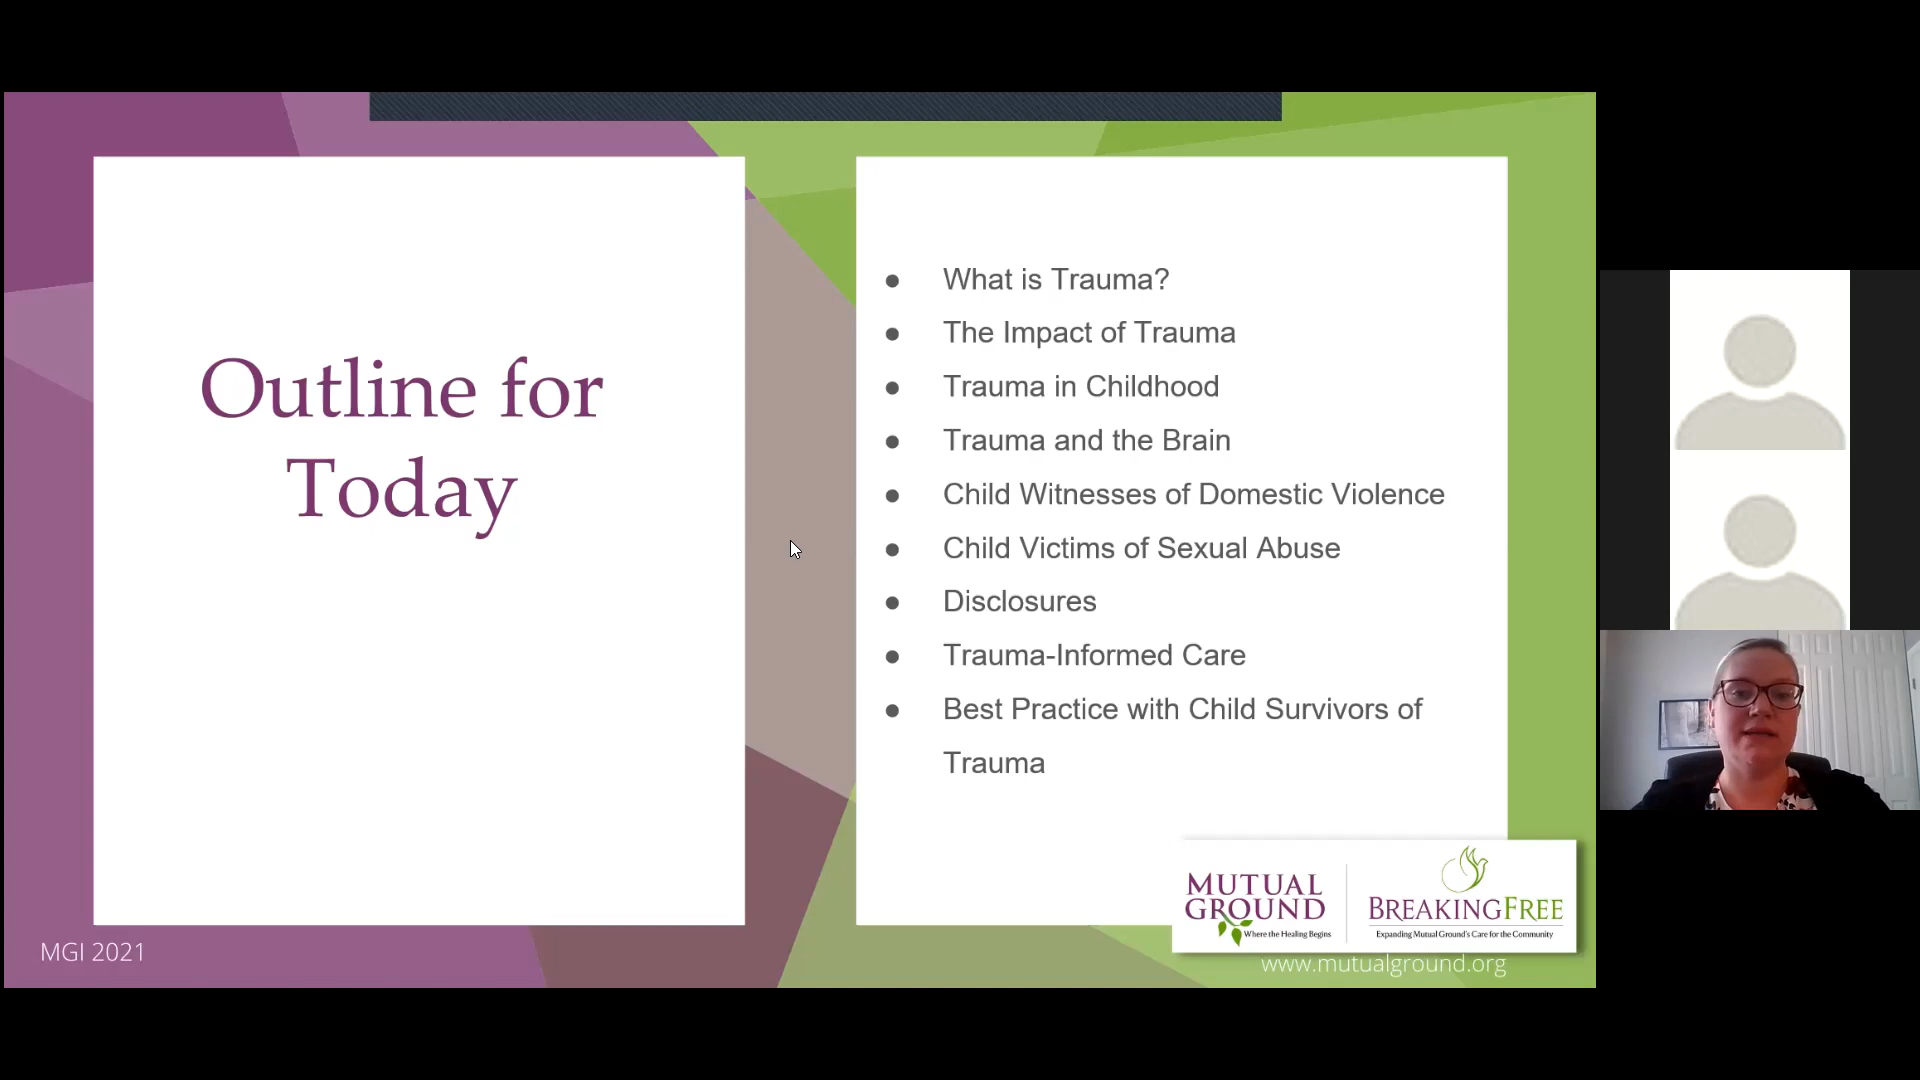 Outline for
Today
● What is Trauma?
● The Impact of Trauma
● Trauma in Childhood
● Trauma and the Brain
● Child Witnesses of Domestic Violence
● Child Victims of Sexual Abuse
● Disclosures
● Trauma-Informed Care
● Best Practice with Child Survivors of
Trauma
MUTUAL
GROUND
Where the Healing Begins
BREAKINGFREE
Expanding Mutual Ground's Care for the Community
MGI 2021
www.mutualground.org